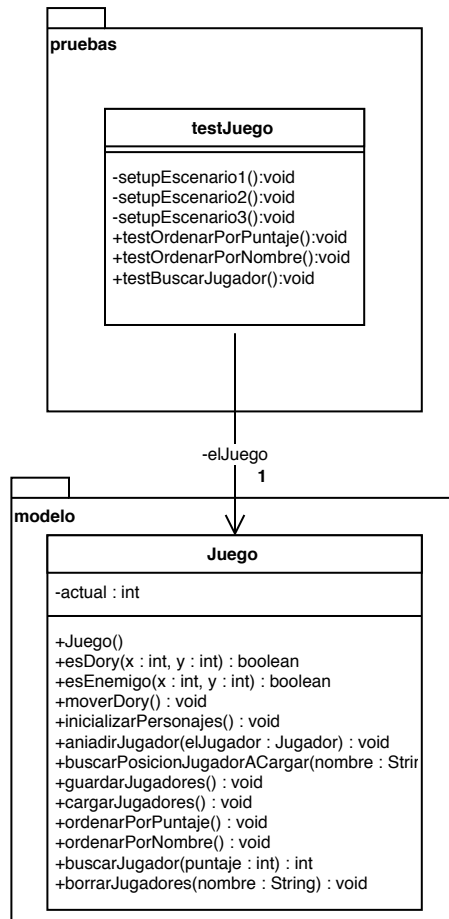 pruebas
testJuego
-setupEscenario1():void
-setupEscenario2():void
-setupEscenario3():void
+testOrdenarPorPuntaje():void
+testOrdenarPorNombre():void
+testBuscarJugador():void
-elJuego
1
modelo
Juego
-actual : int
+Juego()
+esDory(x : int, y : int) : boolean
+esEnemigo(x : int, y : int) : boolean
+moverDory() : void
+inicializarPersonajes() : void
+aniadirJugador(elJugador : Jugador) : void
+buscarPosicionJugadorACargar(nombre : Strin
+guardarJugadores() : void
+cargarJugadores() : void
+ordenarPorPuntaje() : void
+ordenarPorNombre() : void
+buscarJugador(puntaje : int) : int
+borrarJugadores(nombre : String) : void